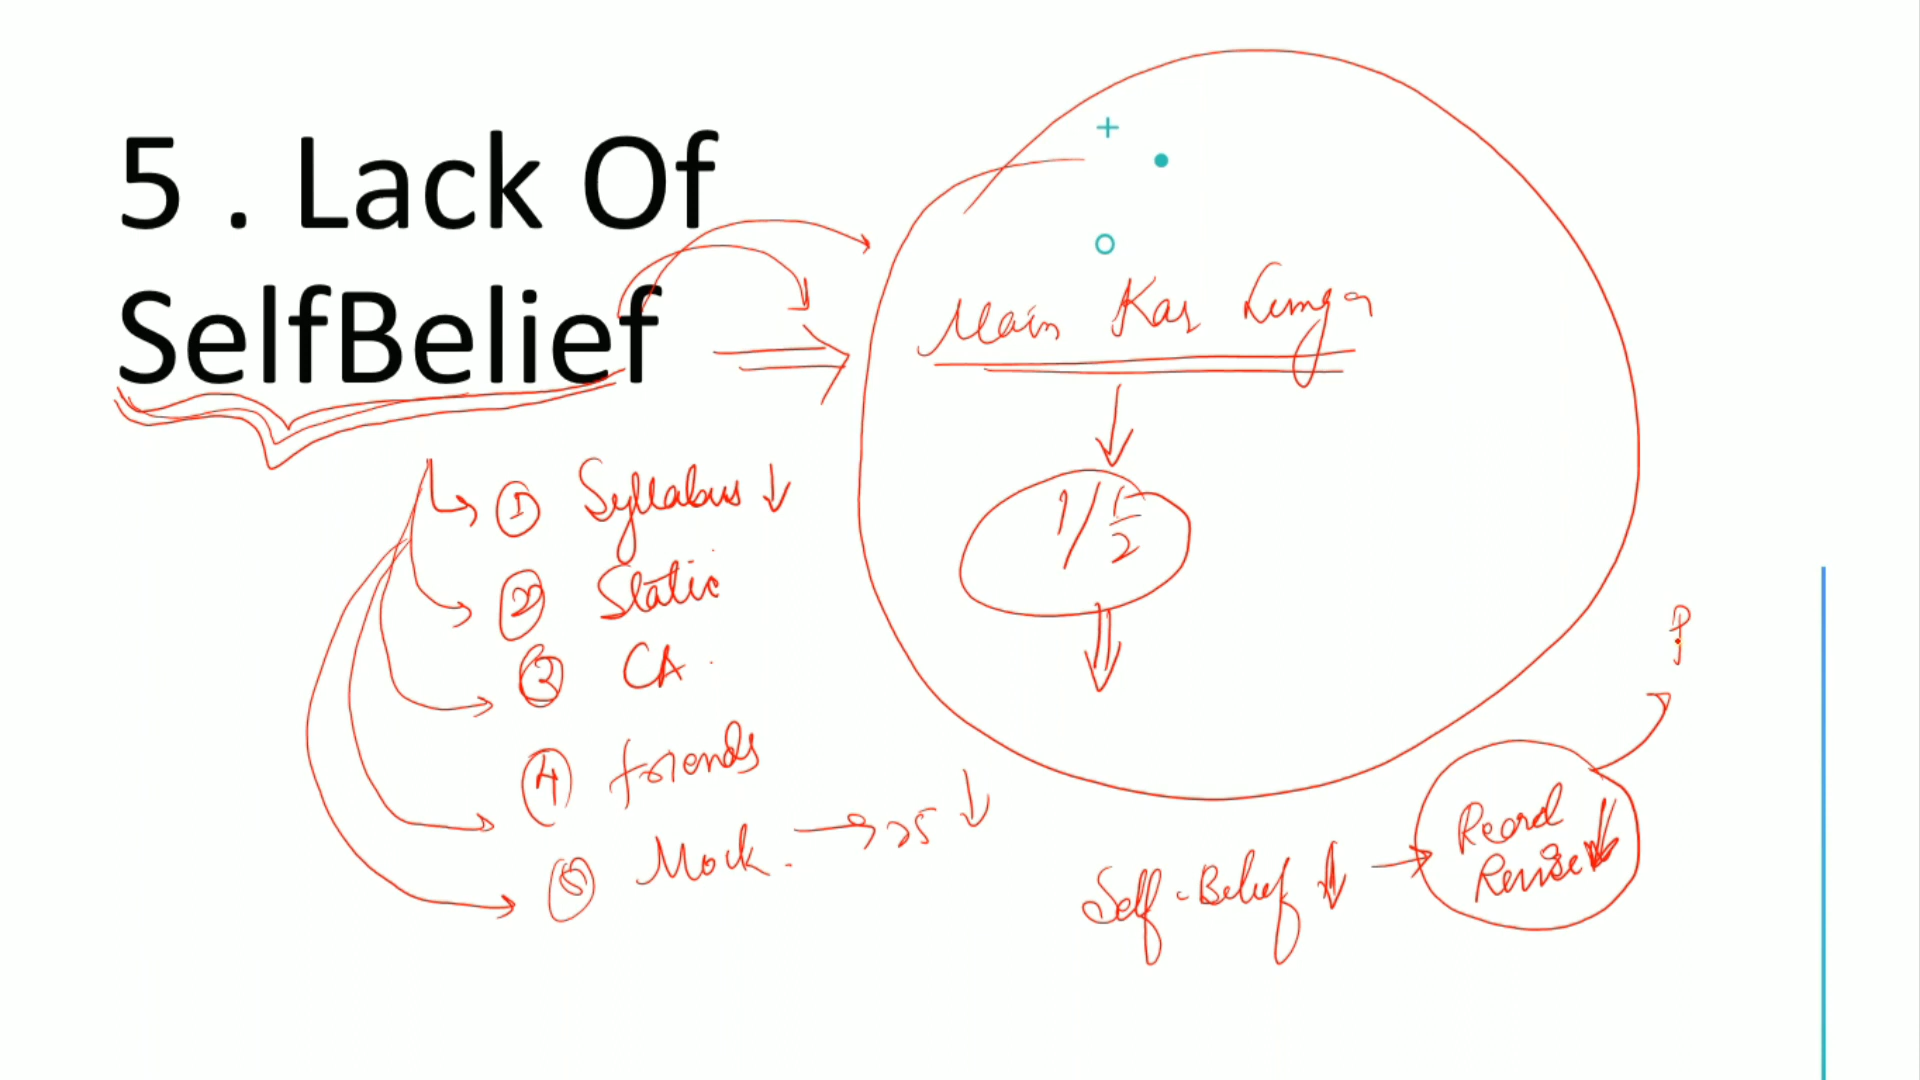 5 . Lack Of
SelfBelief
Main Kar Lunga
1/1/2
① Syllabus ↓
② Static
③ CA
④ friends
⑤ Mock. → 25 ↓
Self-Belief ↓ →
Revise ↓